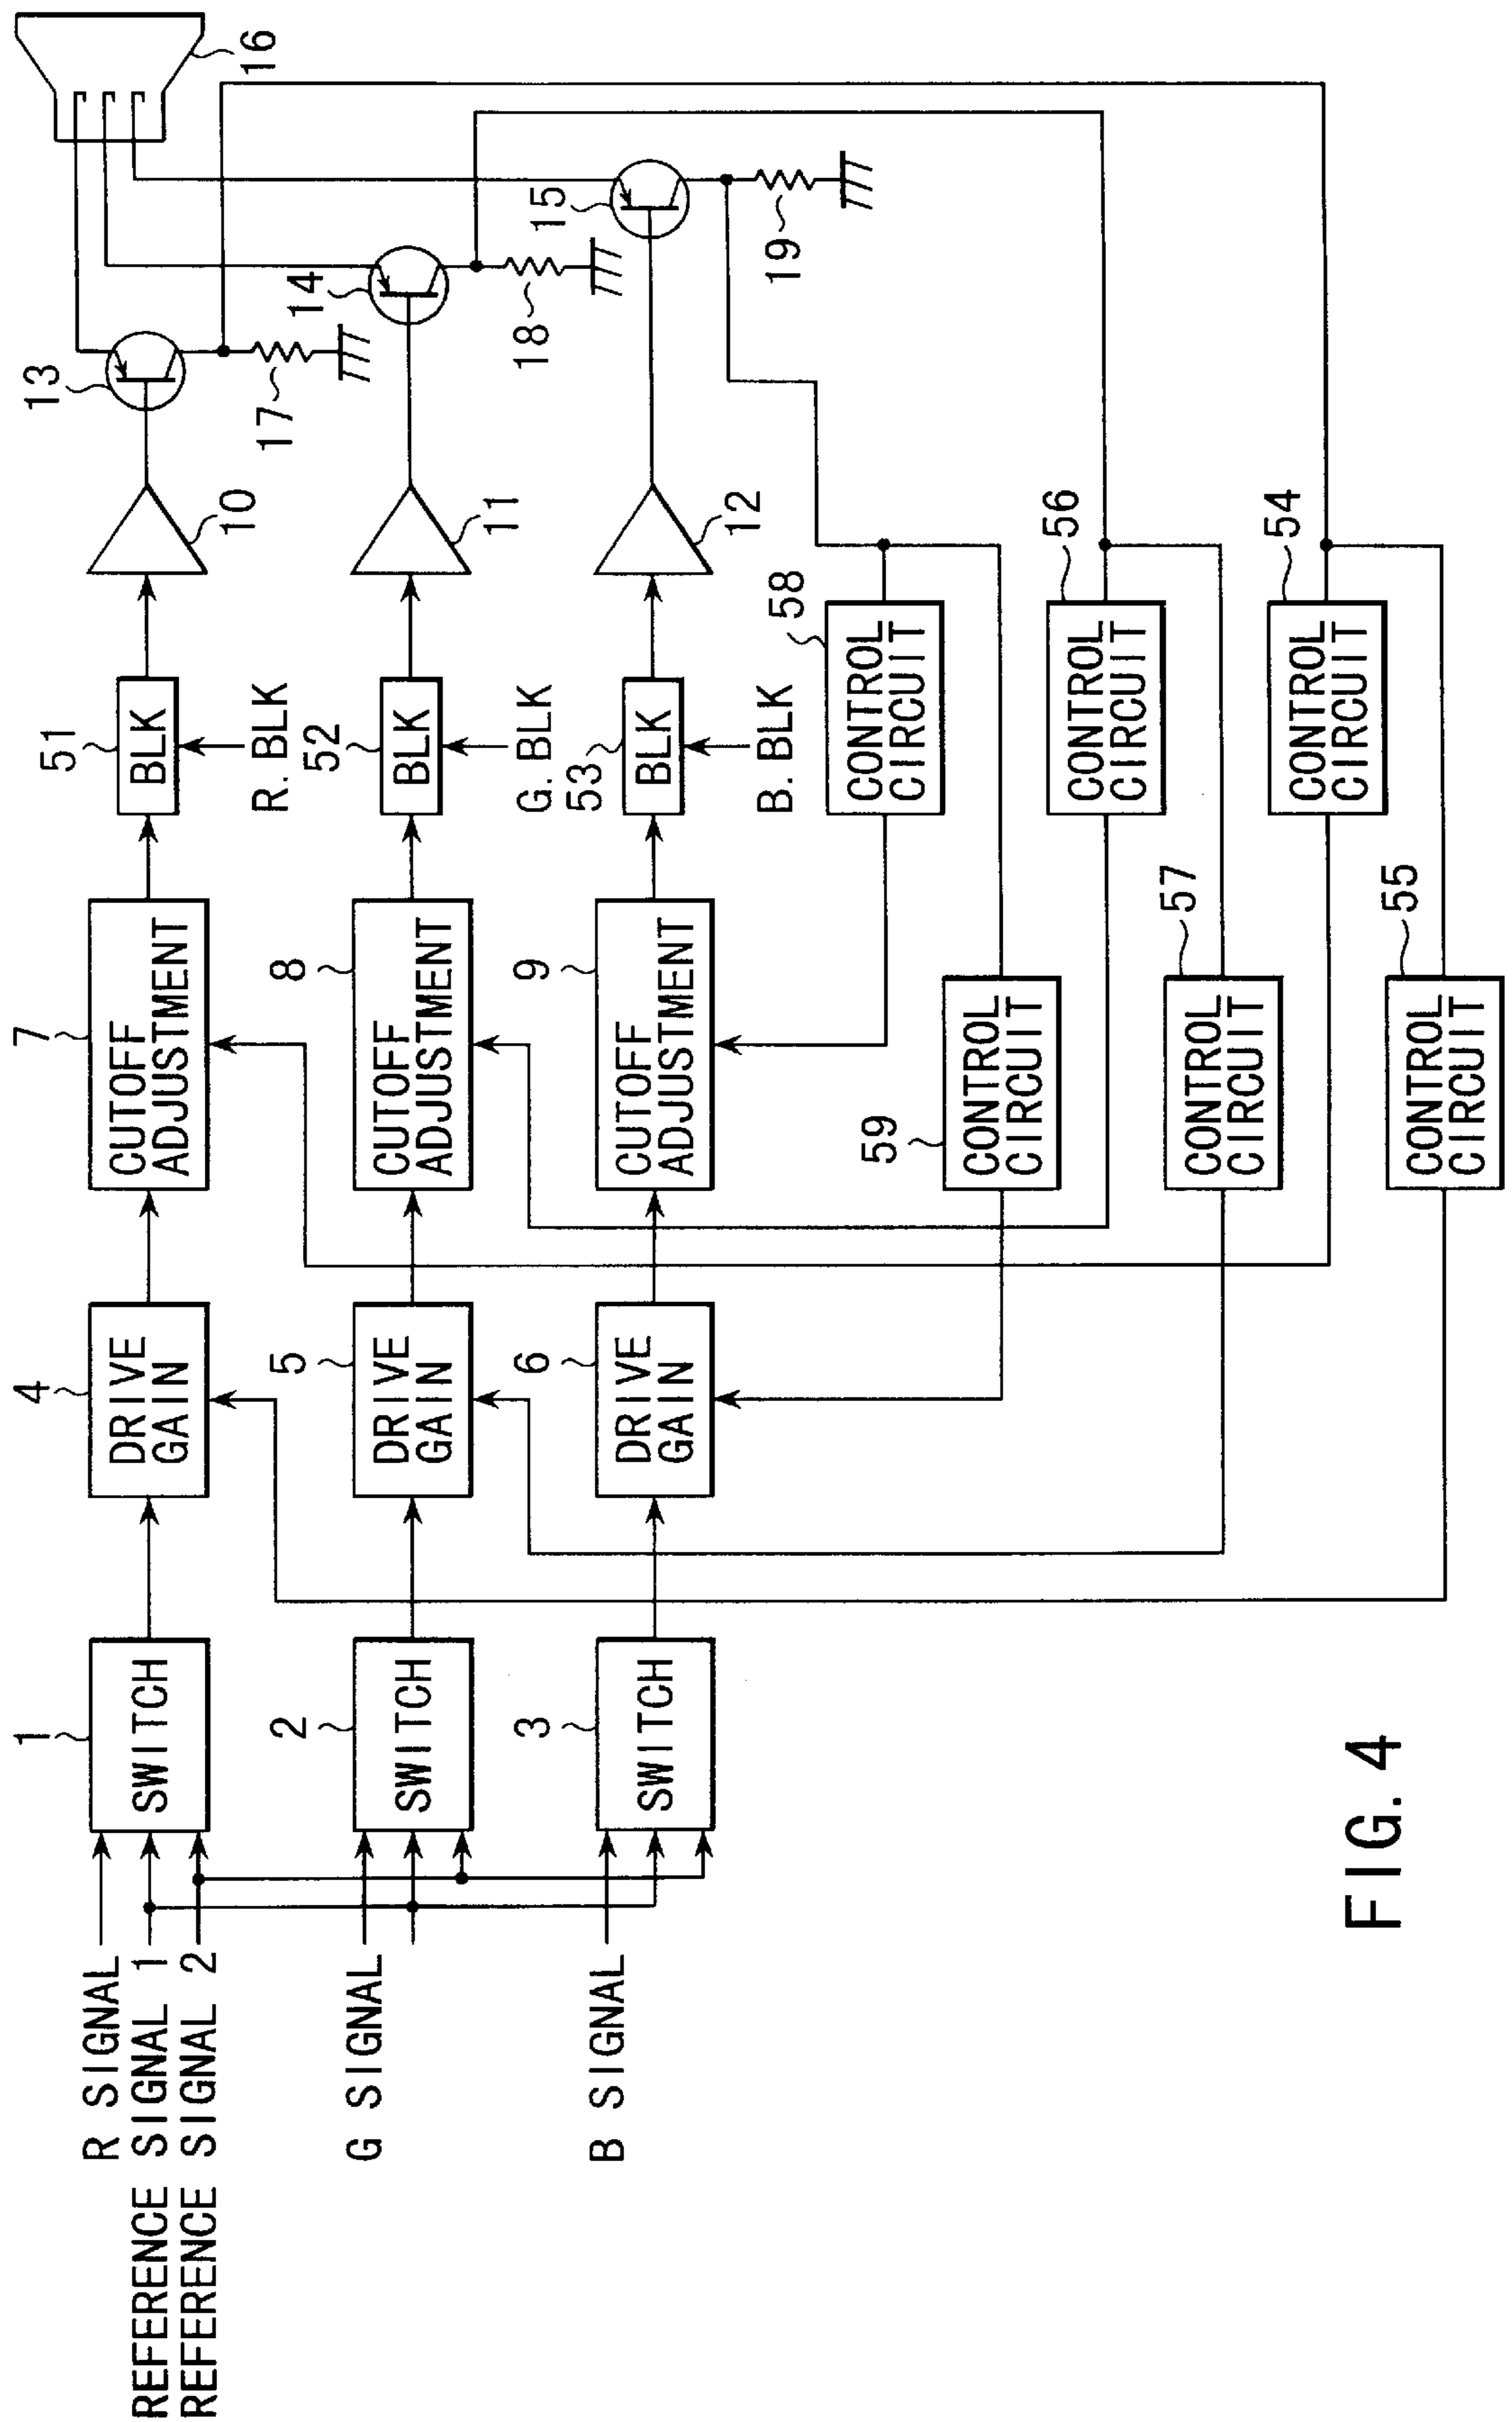 R SIGNAL
REFERENCE SIGNAL 1
REFERENCE SIGNAL 2
1
SWITCH
4
DRIVE
GAIN
7
CUTOFF
ADJUSTMENT
51
BLK
R. BLK
10
13
17
16
G SIGNAL
2
SWITCH
5
DRIVE
GAIN
8
CUTOFF
ADJUSTMENT
52
BLK
G. BLK
11
14
18
B SIGNAL
3
SWITCH
6
DRIVE
GAIN
9
CUTOFF
ADJUSTMENT
53
BLK
B. BLK
12
15
19
58
CONTROL
CIRCUIT
59
CONTROL
CIRCUIT
56
CONTROL
CIRCUIT
57
CONTROL
CIRCUIT
54
CONTROL
CIRCUIT
55
CONTROL
CIRCUIT
FIG. 4